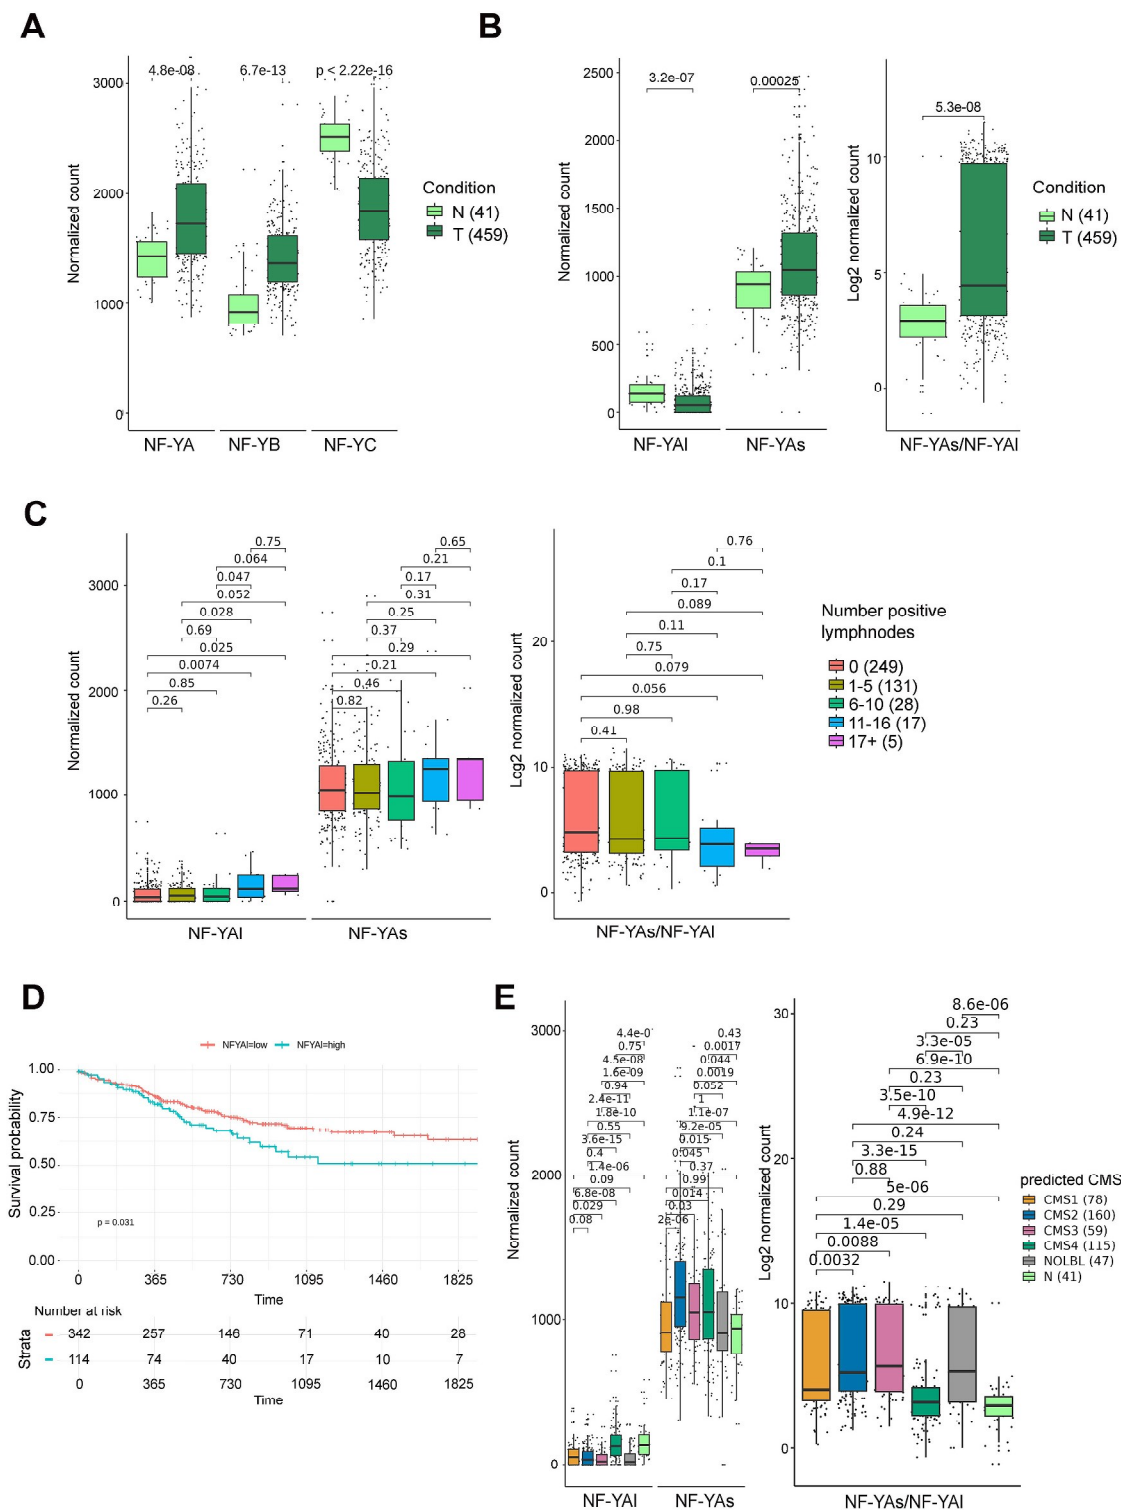 A
3000
2000
1000
0
Normalized count
4.8e-08
6.7e-13
p < 2.22e-16
NF-YA
NF-YB
NF-YC
Condition
N (41)
T (459)
B
2500
2000
1500
1000
500
0
Normalized count
3.2e-07
0.00025
NF-YAl
NF-YAs
Log2 normalized count
10
5
0
5.3e-08
NF-YAs/NF-YAl
Condition
N (41)
T (459)
C
Normalized count
3000
2000
1000
0
0.75
0.064
0.047
0.052
0.028
0.69
0.025
0.0074
0.85
0.26
0.65
0.21
0.17
0.31
0.25
0.37
0.29
0.21
0.46
0.82
NF-YAl
NF-YAs
Log2 normalized count
20
10
0
0.76
0.1
0.17
0.089
0.11
0.75
0.079
0.056
0.98
0.41
NF-YAs/NF-YAl
Number positive
lymphnodes
0 (249)
1-5 (131)
6-10 (28)
11-16 (17)
17+ (5)
D
NFYAl=low
NFYAl=high
Survival probability
1.00
0.75
0.50
0.25
0.00
p = 0.031
0 365 730 1095 1460 1825
Time
Number at risk
Strata
342 257 146 71 40 28
114 74 40 17 10 7
0 365 730 1095 1460 1825
Time
E
Normalized count
3000
2000
1000
0
0.75
4.5e-08
1.6e-09
0.94
2.4e-11
1.8e-10
0.55
3.6e-15
0.4
1.4e-06
0.09
6.8e-08
0.029
0.08
0.43
0.0017
0.044
0.0019
0.052
1
1.1e-07
9.2e-05
0.015
0.045
0.37
0.99
0.014
0.03
2e-06
NF-YAl
NF-YAs
Log2 normalized count
30
20
10
0
8.6e-06
0.23
3.3e-05
6.9e-10
0.23
3.5e-10
4.9e-12
0.24
3.3e-15
0.88
5e-06
0.29
1.4e-05
0.0088
0.0032
NF-YAs/NF-YAl
predicted CMS
CMS1 (78)
CMS2 (160)
CMS3 (59)
CMS4 (115)
NOLBL (47)
N (41)